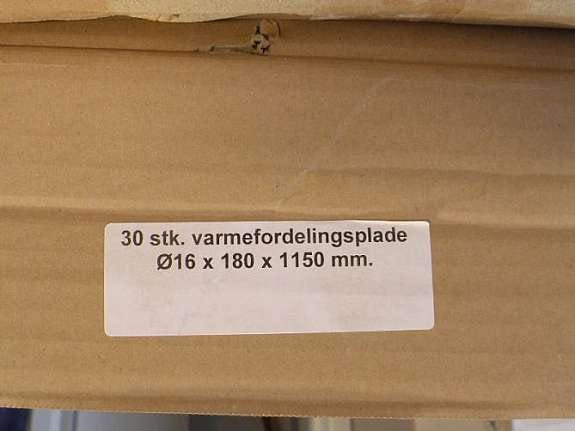 30 stk. varmefordelingsplade
Ø16 x 180 x 1150 mm.